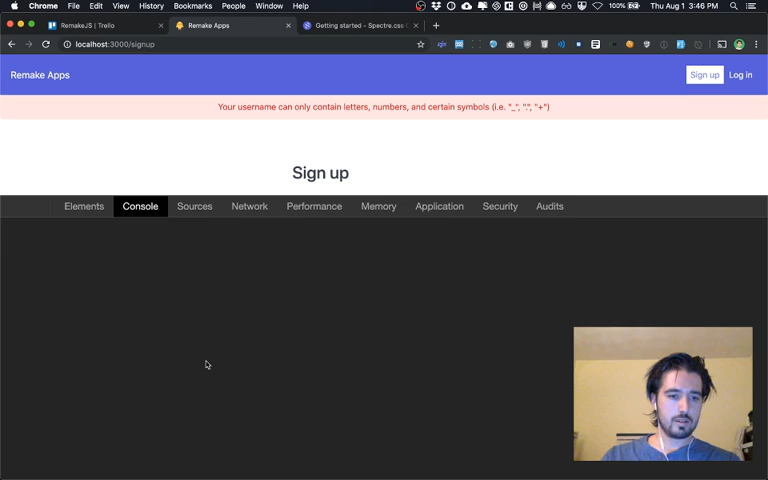 Chrome File Edit View History Bookmarks People Window Help 100% Thu Aug 1 3:46 PM
RemakeJS | Trello Remake Apps Getting started - Spectre.css
localhost:3000/signup
Remake Apps Sign up Log in
Your username can only contain letters, numbers, and certain symbols (i.e. "_", ".", "+")
Sign up
Elements Console Sources Network Performance Memory Application Security Audits